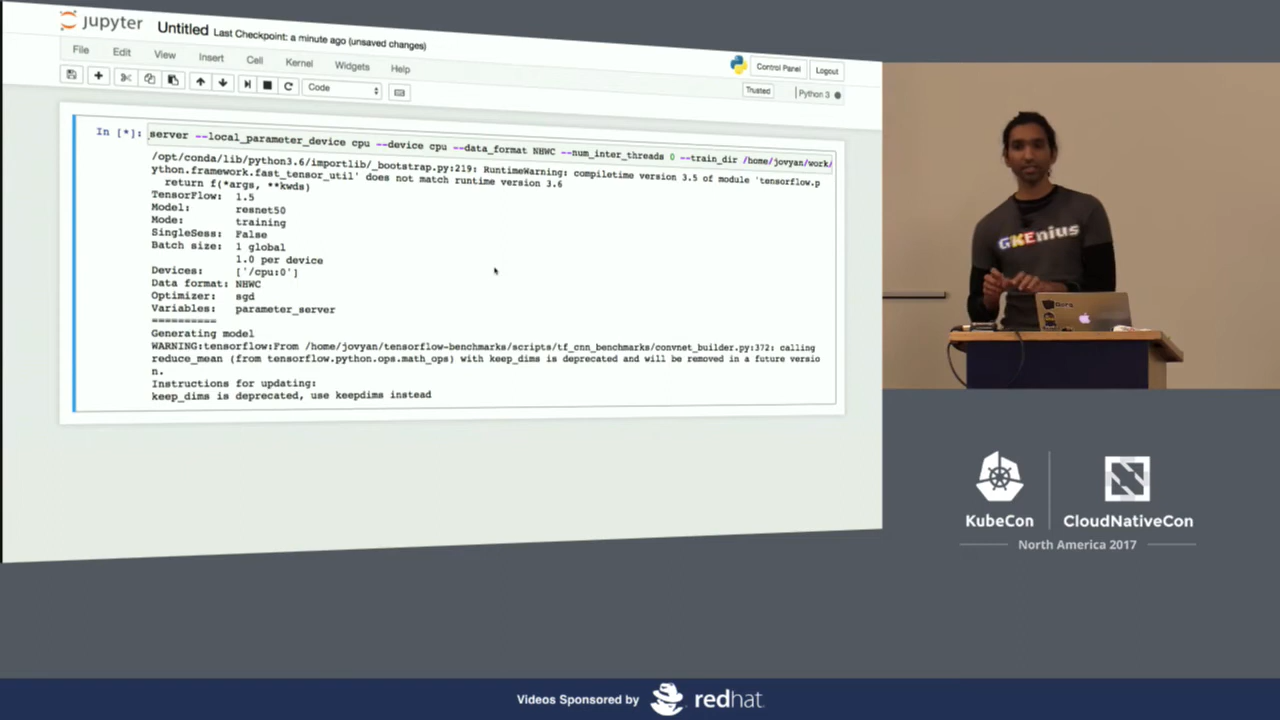 jupyter Untitled Last Checkpoint: a minute ago (unsaved changes)
File Edit View Insert Cell Kernel Widgets Help
Control Panel Logout
Code
Trusted Python 3
In [*]: server --local_parameter_device cpu --device cpu --data_format NHWC --num_inter_threads 0 --train_dir /home/jovyan/work/
/opt/conda/lib/python3.6/importlib/_bootstrap.py:219: RuntimeWarning: compiletime version 3.5 of module 'tensorflow.p
ython.framework.fast_tensor_util' does not match runtime version 3.6
return f(*args, **kwds)
TensorFlow: 1.5
Model: resnet50
Mode: training
SingleSess: False
Batch size: 1 global
1.0 per device
Devices: ['/cpu:0']
Data format: NHWC
Optimizer: sgd
Variables: parameter_server
==========
Generating model
WARNING:tensorflow:From /home/jovyan/tensorflow-benchmarks/scripts/tf_cnn_benchmarks/convnet_builder.py:372: calling
reduce_mean (from tensorflow.python.ops.math_ops) with keep_dims is deprecated and will be removed in a future versio
n.
Instructions for updating:
keep_dims is deprecated, use keepdims instead
GKEnius
KubeCon
CloudNativeCon
North America 2017
Videos Sponsored by redhat